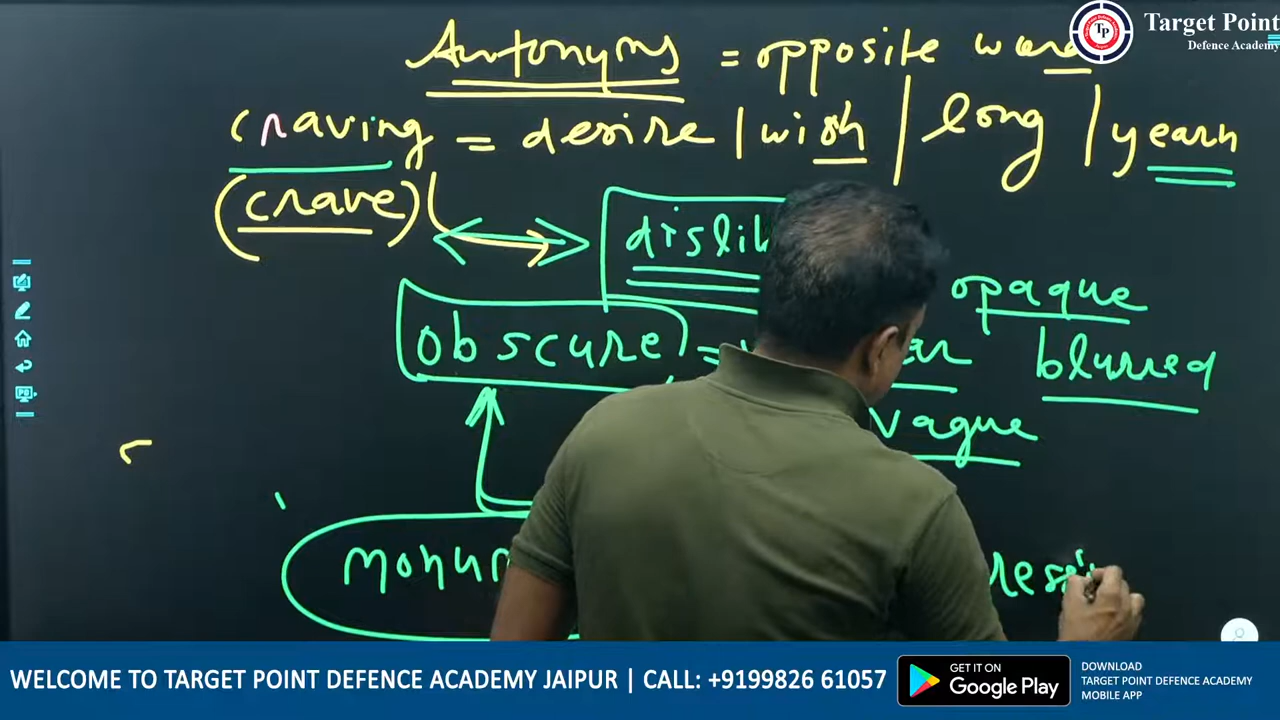 Target Point
Defence Academy
TP
Antonyms = opposite
craving = desire / wish / long / yearn
(crave)
opaque
obscure =
blurred
vague
WELCOME TO TARGET POINT DEFENCE ACADEMY JAIPUR | CALL: +9199826 61057
GET IT ON
Google Play
DOWNLOAD
TARGET POINT DEFENCE ACADEMY
MOBILE APP